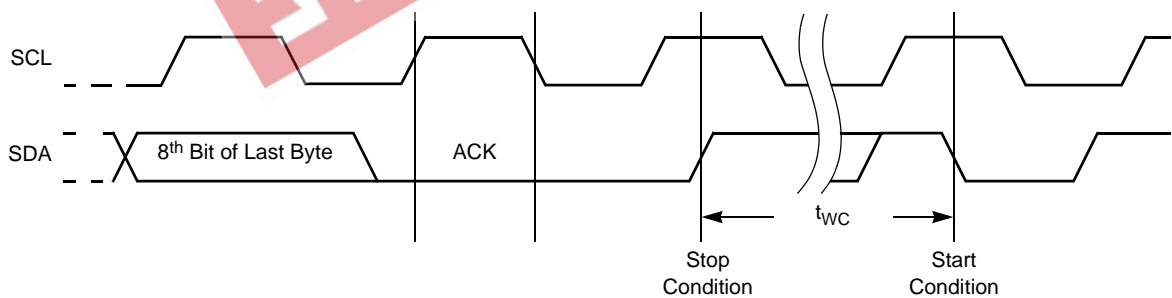 SCL
SDA
8th Bit of Last Byte
ACK
tWC
Stop
Condition
Start
Condition